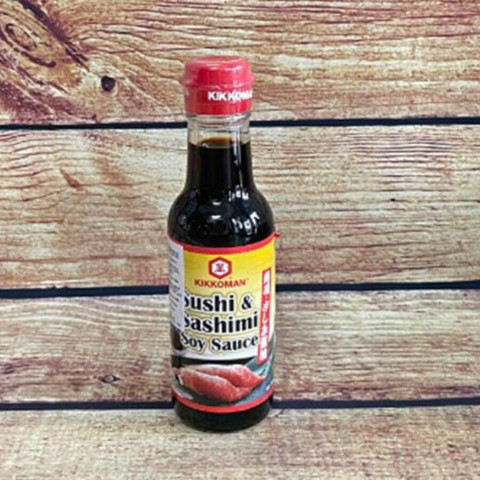 KIKKOMAN
KIKKOMAN
Sushi &
Sashimi
Soy Sauce